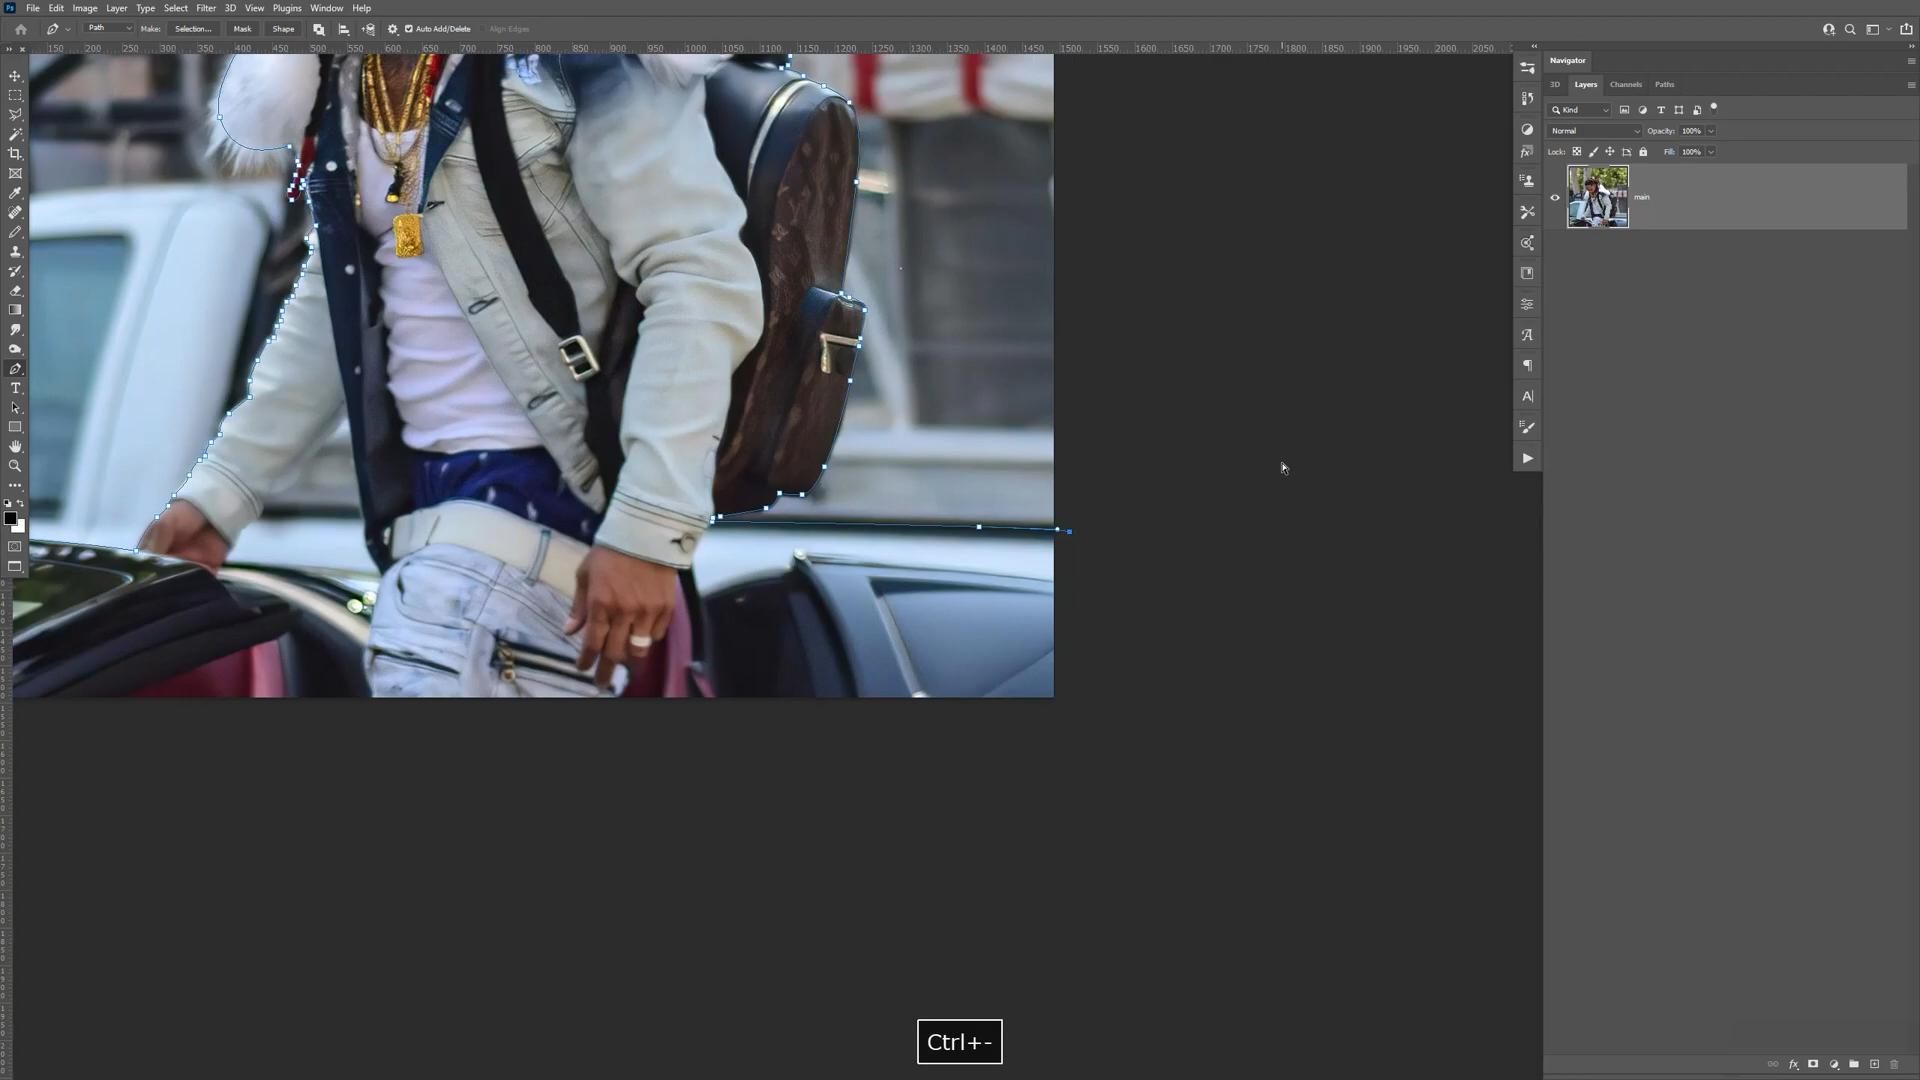 Ps File Edit Image Layer Type Select Filter 3D View Plugins Window Help
Path Make: Selection... Mask Shape Auto Add/Delete Align Edges
150 200 250 300 350 400 450 500 550 600 650 700 750 800 850 900 950 1000 1050 1100 1150 1200 1250 1300 1350 1400 1450 1500 1550 1600 1650 1700 1750 1800 1850 1900 1950 2000 2050
Navigator
3D Layers Channels Paths
Kind
Normal Opacity: 100%
Lock: Fill: 100%
main
Ctrl+-